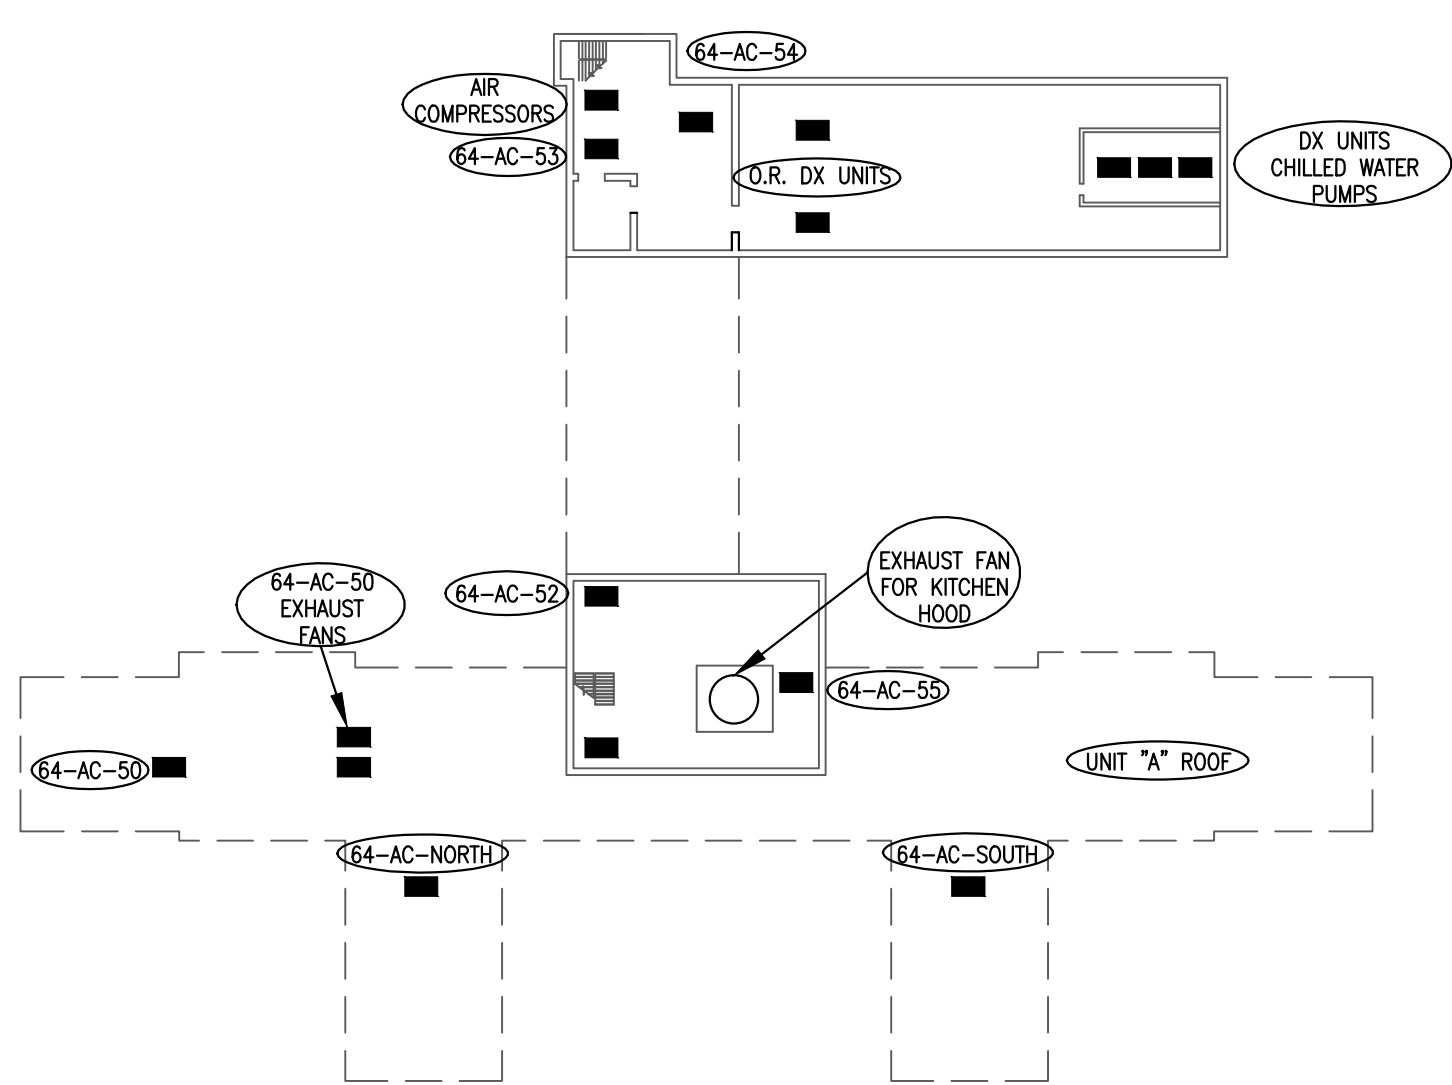 64-AC-54
AIR
COMPRESSORS
64-AC-53
O.R. DX UNITS
DX UNITS
CHILLED WATER
PUMPS
64-AC-50
EXHAUST
FANS
64-AC-52
EXHAUST FAN
FOR KITCHEN
HOOD
64-AC-55
64-AC-50
UNIT "A" ROOF
64-AC-NORTH
64-AC-SOUTH